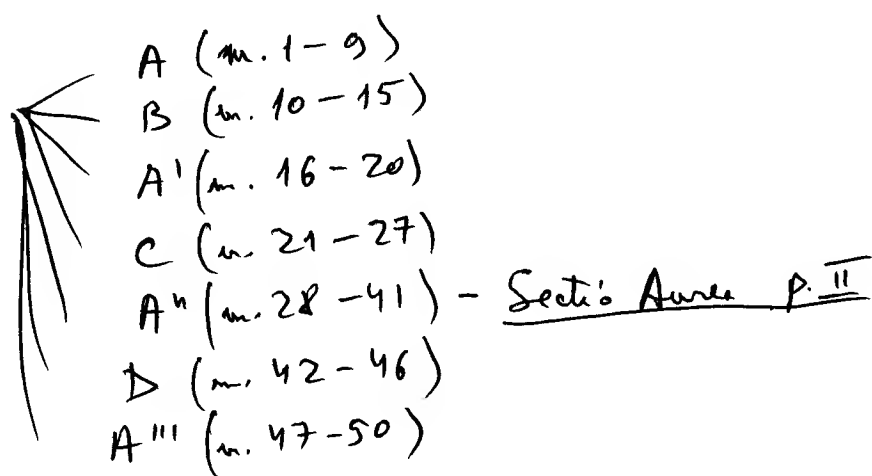 A (m. 1-9)
B (m. 10-15)
A' (m. 16-20)
C (m. 21-27)
A" (m. 28-41) - Sectio Aurea p. II
D (m. 42-46)
A''' (m. 47-50)